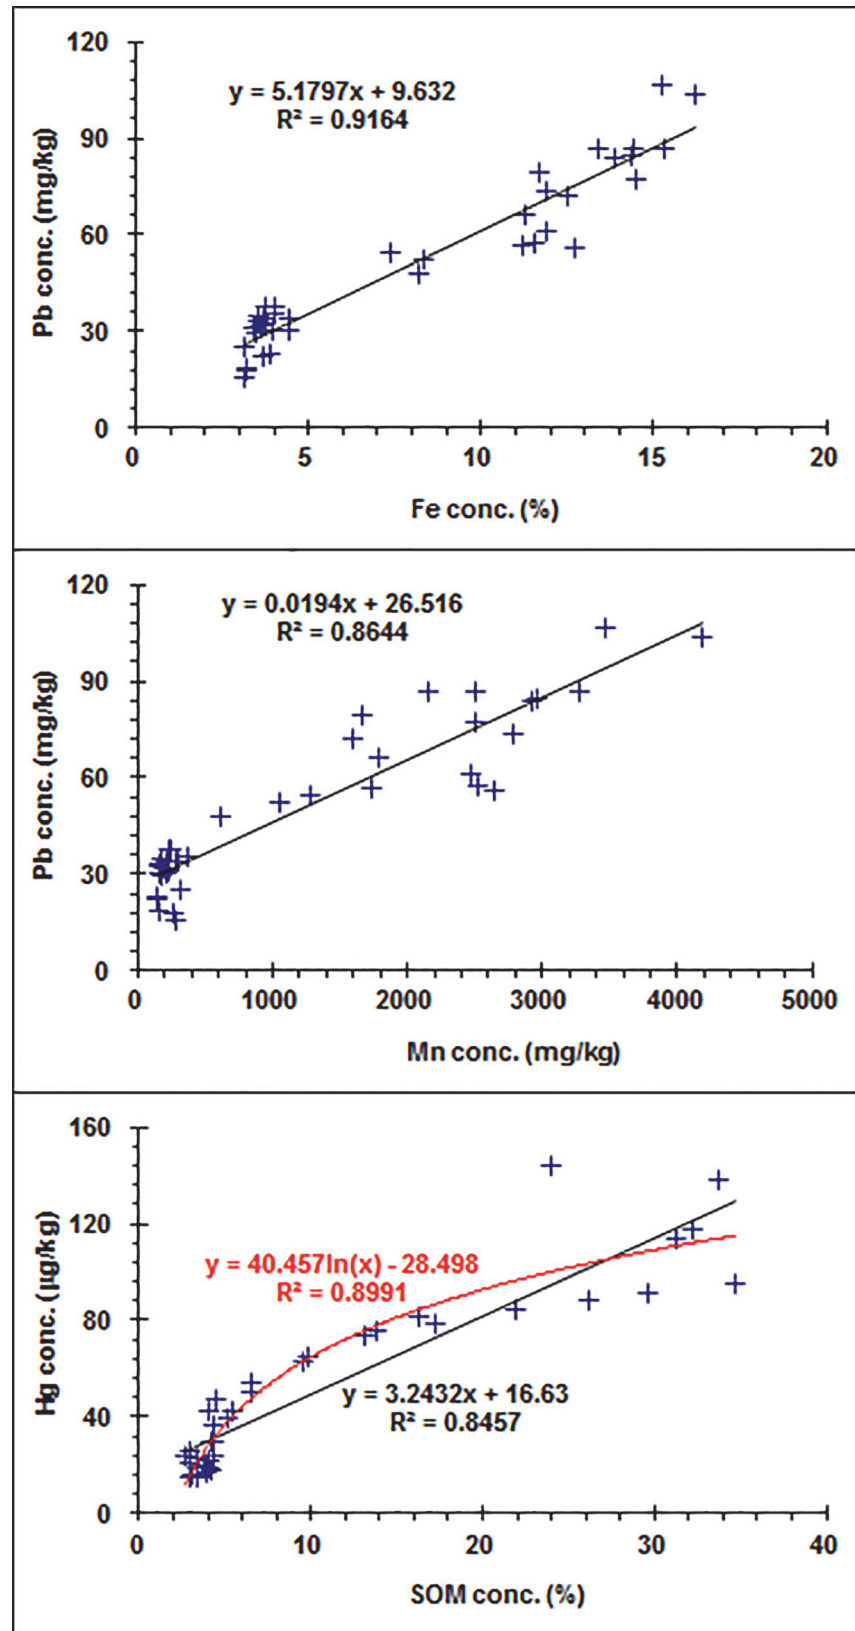 120
90
60
30
0
Pb conc. (mg/kg)
y = 5.1797x + 9.632
R² = 0.9164
0 5 10 15 20
Fe conc. (%)
120
90
60
30
0
Pb conc. (mg/kg)
y = 0.0194x + 26.516
R² = 0.8644
0 1000 2000 3000 4000 5000
Mn conc. (mg/kg)
160
120
80
40
0
Hg conc. (µg/kg)
y = 40.457ln(x) - 28.498
R² = 0.8991
y = 3.2432x + 16.63
R² = 0.8457
0 10 20 30 40
SOM conc. (%)